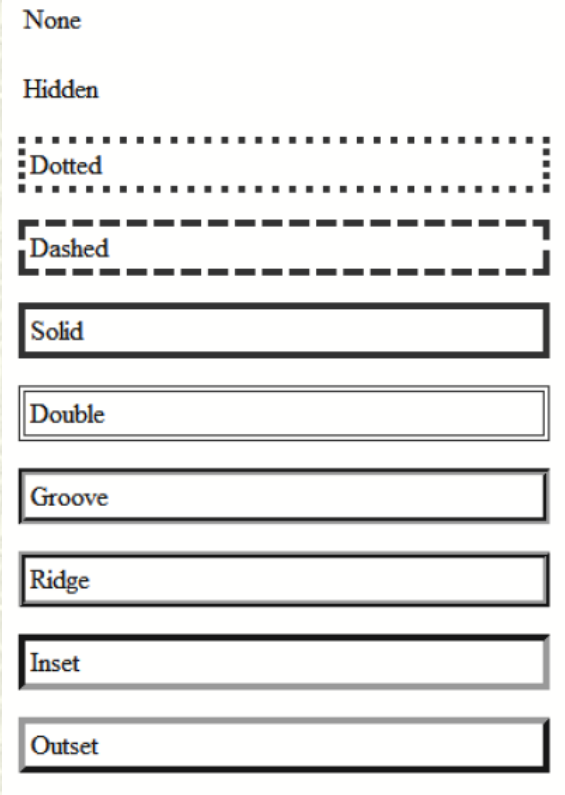 None
Hidden
Dotted
Dashed
Solid
Double
Groove
Ridge
Inset
Outset